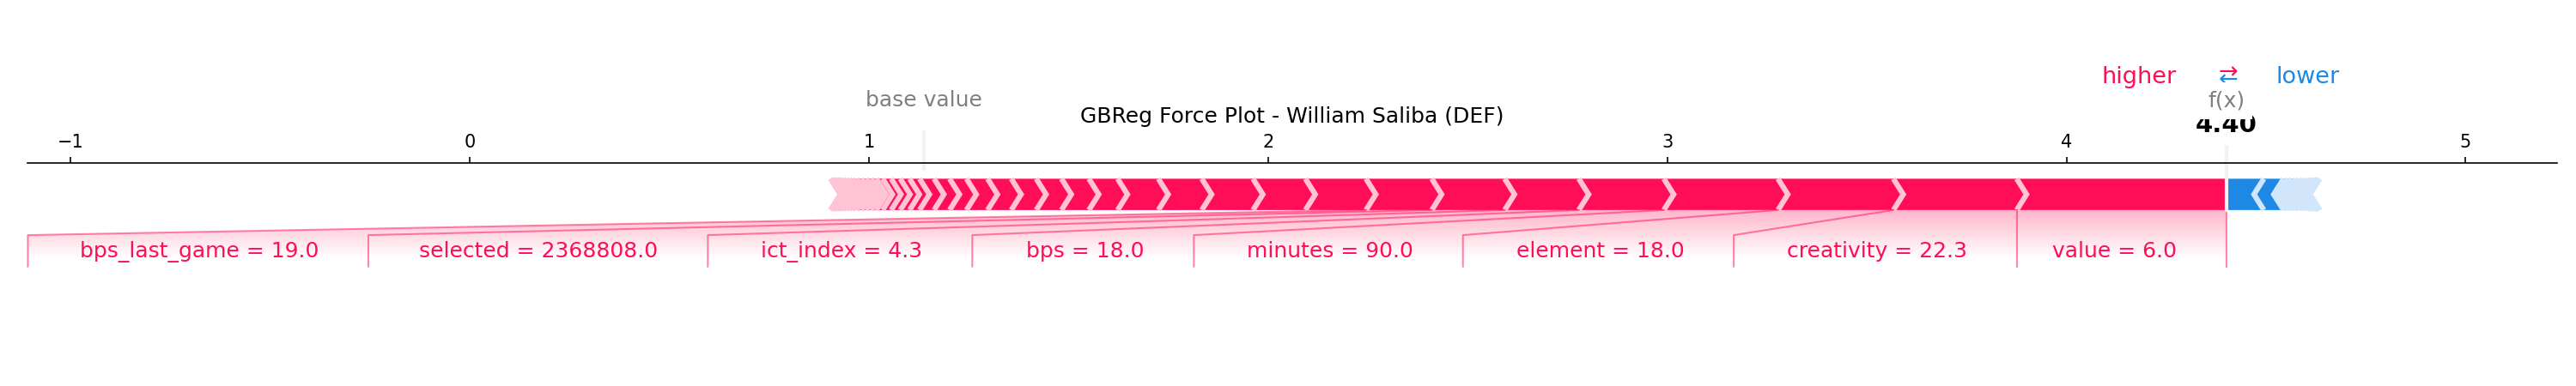 higher ⇄ lower
base value
f(x)
GBReg Force Plot - William Saliba (DEF)
4.40
−1 0 1 2 3 4 5
bps_last_game = 19.0 selected = 2368808.0 ict_index = 4.3 bps = 18.0 minutes = 90.0 element = 18.0 creativity = 22.3 value = 6.0